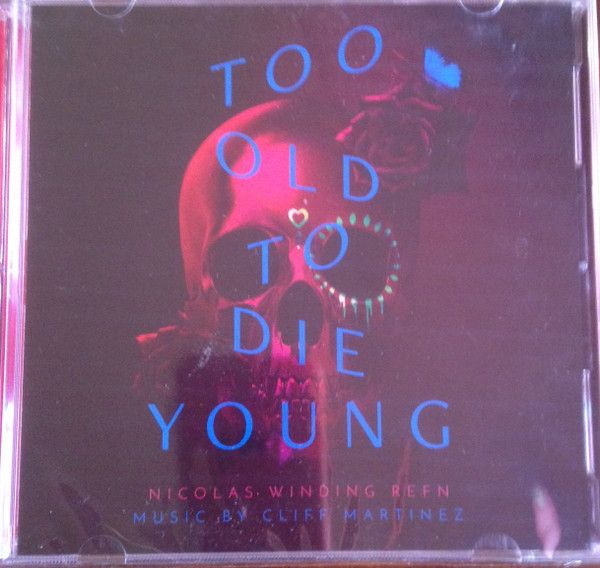 TOO
OLD
TO
DIE
YOUNG
NICOLAS WINDING REFN
MUSIC BY CLIFF MARTINEZ